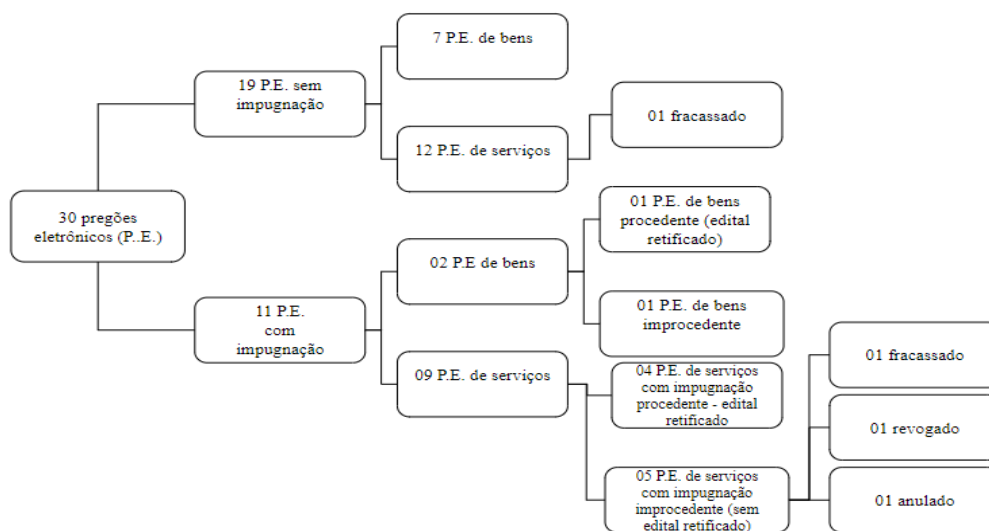 7 P.E. de bens
19 P.E. sem
impugnação
01 fracassado
12 P.E. de serviços
01 P.E. de bens
procedente (edital
retificado)
30 pregões
eletrônicos (P..E.)
02 P.E de bens
01 P.E. de bens
improcedente
11 P.E.
com
impugnação
01 fracassado
09 P.E. de serviços
04 P.E. de serviços
com impugnação
procedente - edital
retificado
01 revogado
05 P.E. de serviços
com impugnação
improcedente (sem
edital retificado)
01 anulado